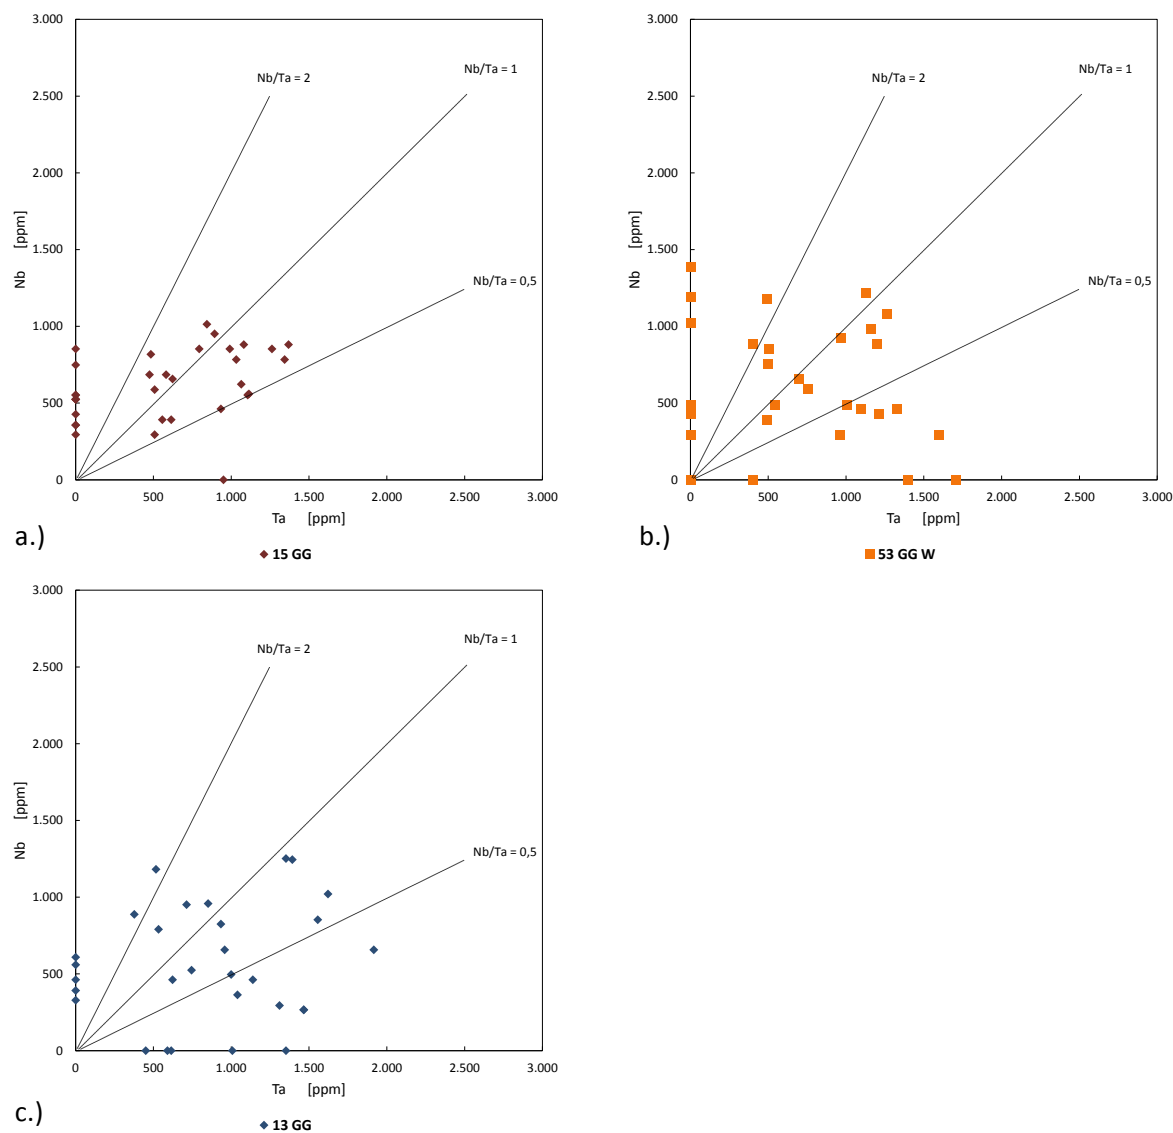 3.000
2.500
2.000
1.500
1.000
500
0
Nb [ppm]
Nb/Ta = 2
Nb/Ta = 1
Nb/Ta = 0,5
0 500 1.000 1.500 2.000 2.500 3.000
Ta [ppm]
a.)
15 GG
3.000
2.500
2.000
1.500
1.000
500
0
Nb [ppm]
Nb/Ta = 2
Nb/Ta = 1
Nb/Ta = 0,5
0 500 1.000 1.500 2.000 2.500 3.000
Ta [ppm]
b.)
53 GG W
3.000
2.500
2.000
1.500
1.000
500
0
Nb [ppm]
Nb/Ta = 2
Nb/Ta = 1
Nb/Ta = 0,5
0 500 1.000 1.500 2.000 2.500 3.000
Ta [ppm]
c.)
13 GG